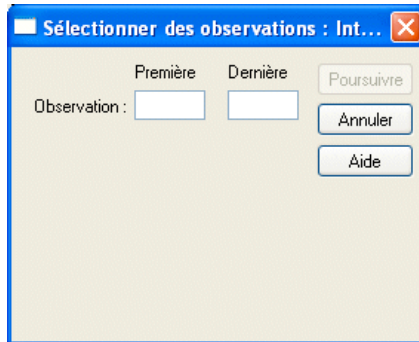 Sélectionner des observations : Int...
Première Dernière
Poursuivre
Observation :
Annuler
Aide